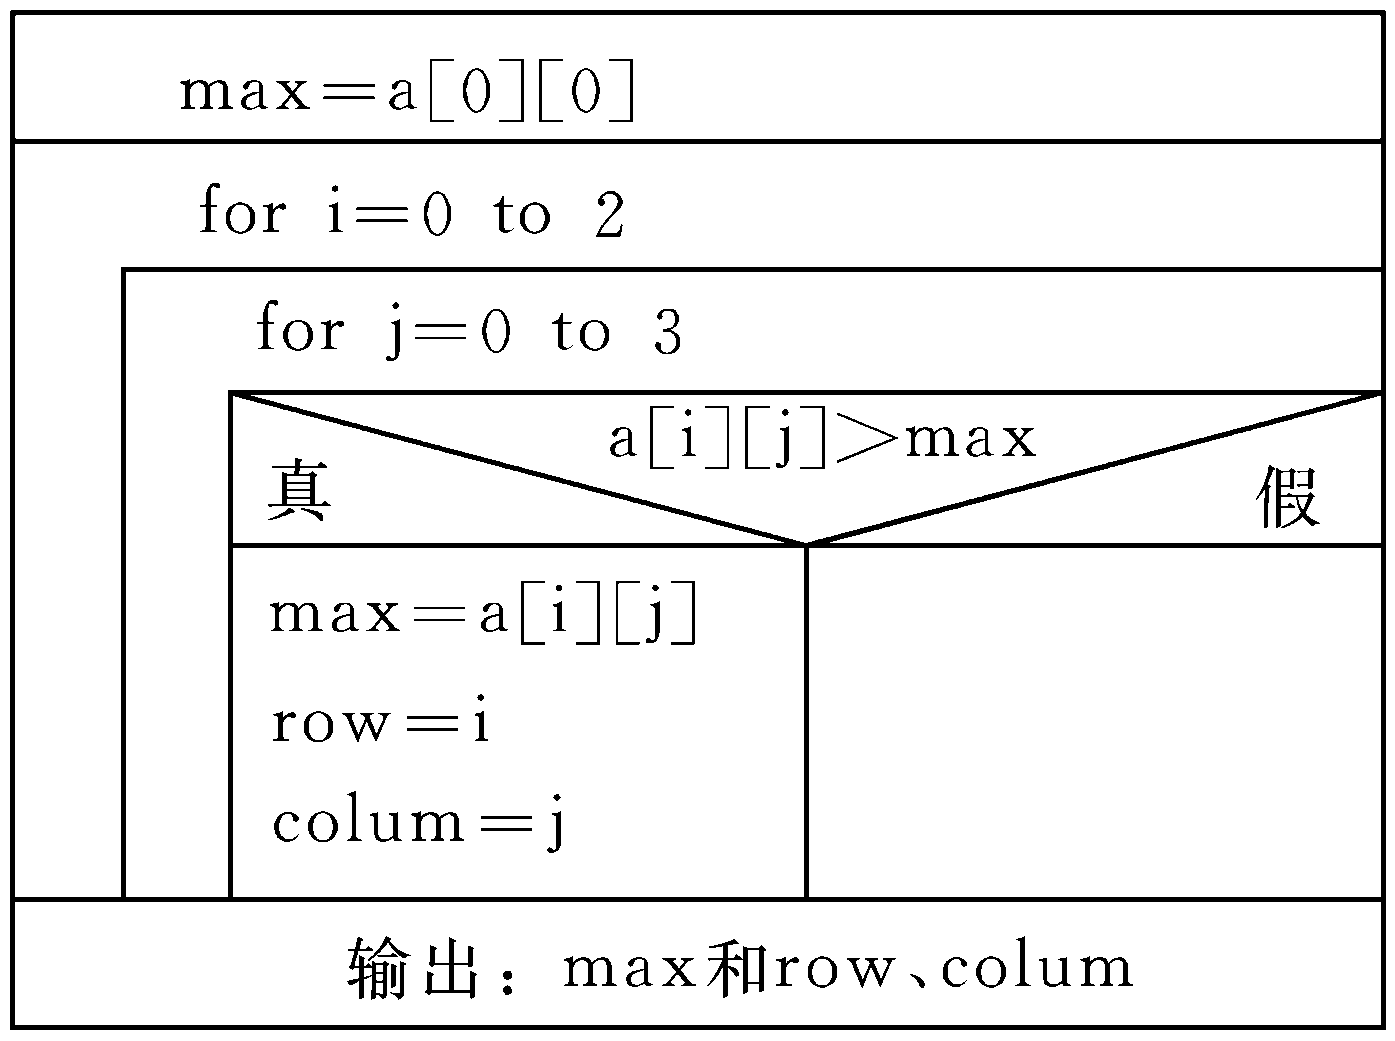 max=a[0][0]
for i=0 to 2
for j=0 to 3
a[i][j]>max
真
假
max=a[i][j]
row=i
colum=j
输出：max和row、colum